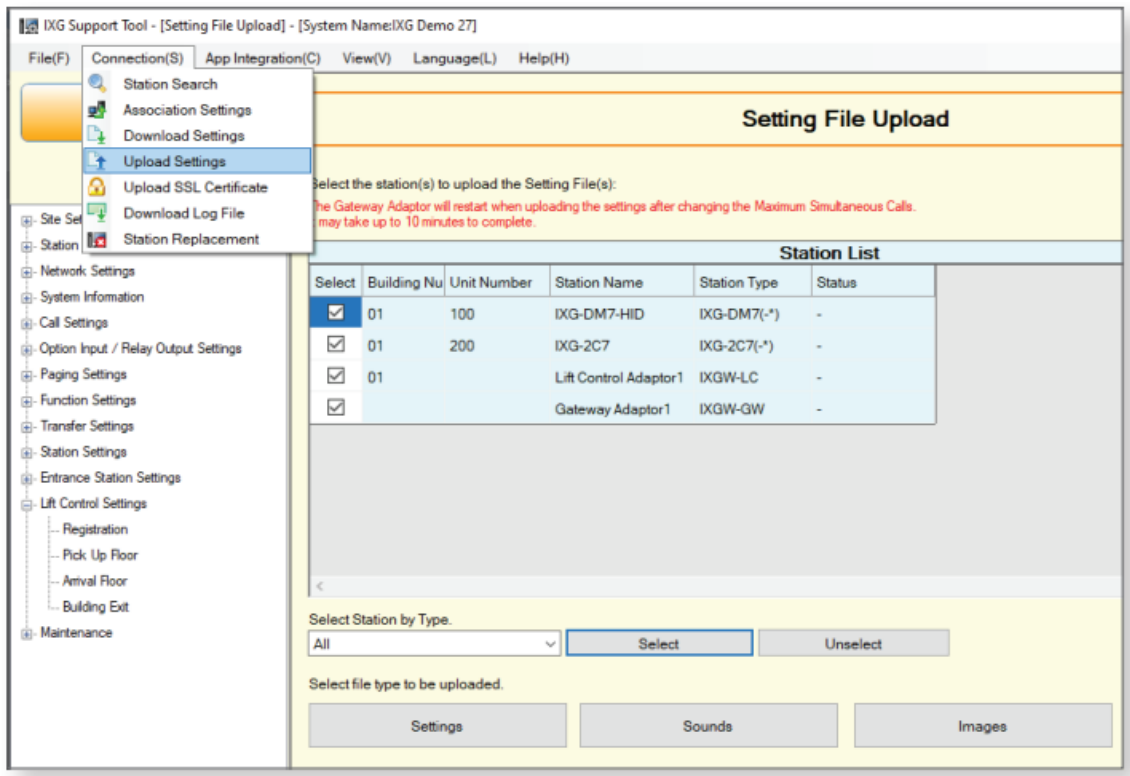 IXG Support Tool - [Setting File Upload] - [System Name:IXG Demo 27]
File(F) Connection(S) App Integration(C) View(V) Language(L) Help(H)
Station Search
Association Settings
Download Settings
Upload Settings
Upload SSL Certificate
Download Log File
Station Replacement
Site Se
Station
Network Settings
System Information
Call Settings
Option Input / Relay Output Settings
Paging Settings
Function Settings
Transfer Settings
Station Settings
Entrance Station Settings
Lift Control Settings
Registration
Pick Up Floor
Arrival Floor
Building Exit
Maintenance
Setting File Upload
Select the station(s) to upload the Setting File(s):
The Gateway Adaptor will restart when uploading the settings after changing the Maximum Simultaneous Calls.
may take up to 10 minutes to complete.
Station List
Select Building Nu Unit Number Station Name Station Type Status
01 100 IXG-DM7-HID IXG-DM7(-*) -
01 200 IXG-2C7 IXG-2C7(-*) -
01 Lift Control Adaptor1 IXGW-LC -
Gateway Adaptor1 IXGW-GW -
Select Station by Type.
All Select Unselect
Select file type to be uploaded.
Settings Sounds Images